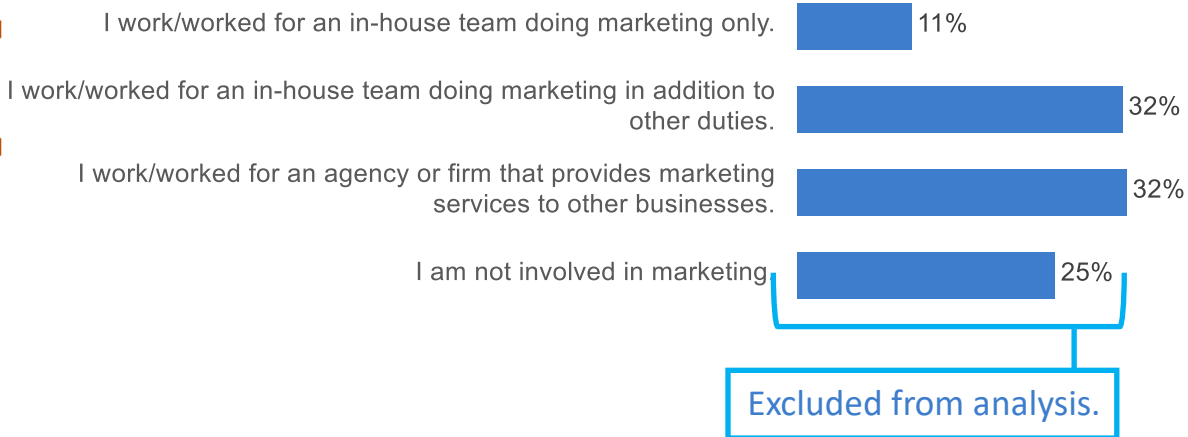 I work/worked for an in-house team doing marketing only.
11%
I work/worked for an in-house team doing marketing in addition to
other duties.
32%
I work/worked for an agency or firm that provides marketing
services to other businesses.
32%
I am not involved in marketing.
25%
Excluded from analysis.